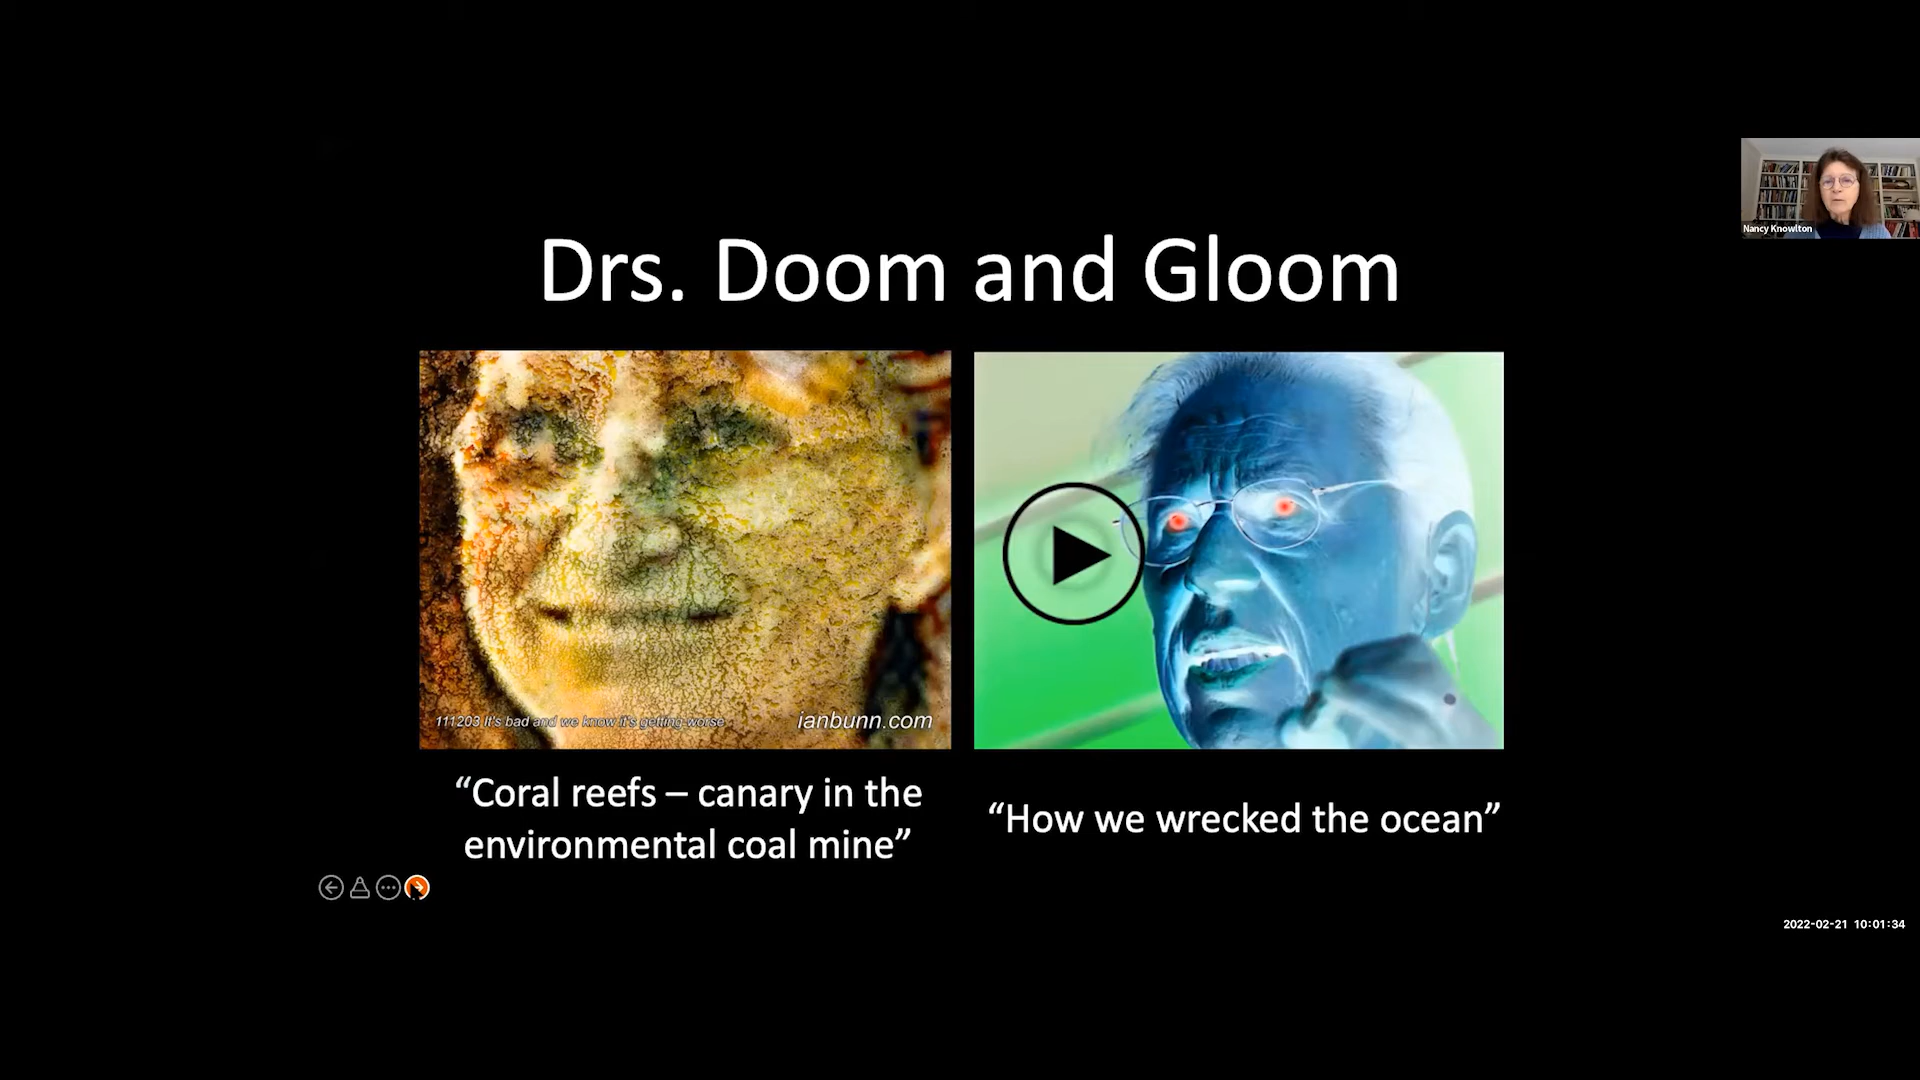 Nancy Knowlton
Drs. Doom and Gloom
111203 It's bad and we know it's getting worse
ianbunn.com
“Coral reefs – canary in the
environmental coal mine”
“How we wrecked the ocean”
2022-02-21 10:01:34